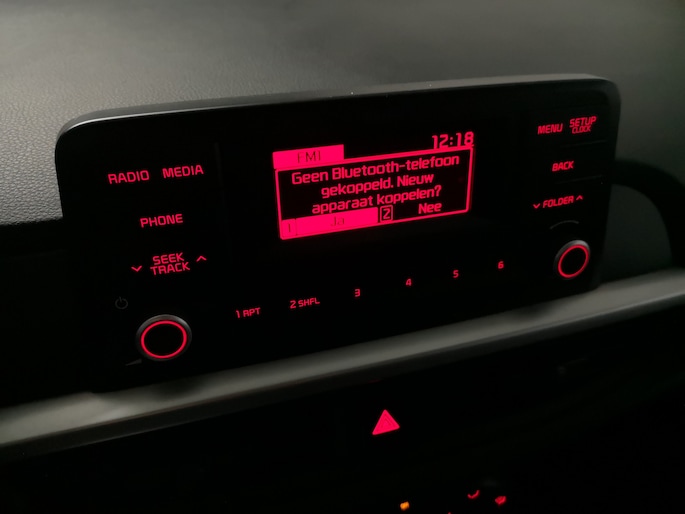 12:18
FM1
Geen Bluetooth-telefoon
gekoppeld. Nieuw
apparaat koppelen?
1 Ja 2 Nee
RADIO MEDIA
PHONE
SEEK
TRACK
MENU SETUP
CLOCK
BACK
FOLDER
1 RPT 2 SHFL 3 4 5 6